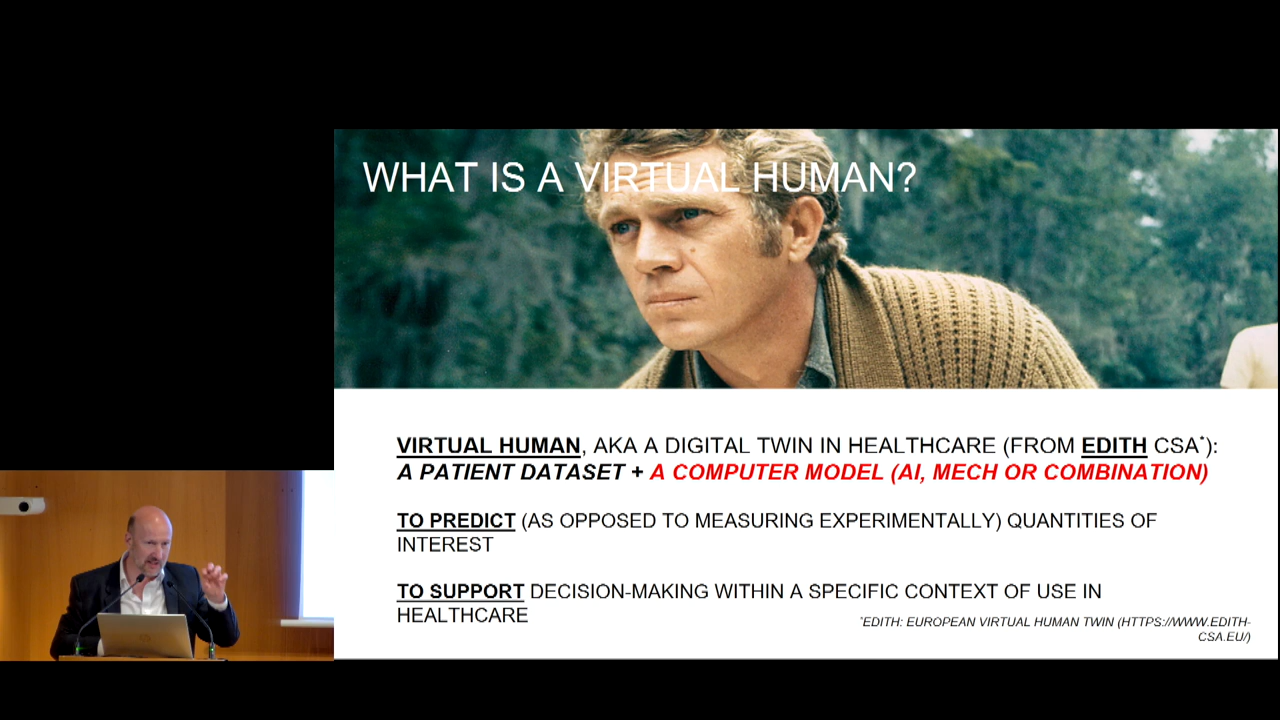 WHAT IS A VIRTUAL HUMAN?
VIRTUAL HUMAN, AKA A DIGITAL TWIN IN HEALTHCARE (FROM EDITH CSA*):
A PATIENT DATASET + A COMPUTER MODEL (AI, MECH OR COMBINATION)
TO PREDICT (AS OPPOSED TO MEASURING EXPERIMENTALLY) QUANTITIES OF
INTEREST
TO SUPPORT DECISION-MAKING WITHIN A SPECIFIC CONTEXT OF USE IN
HEALTHCARE
*EDITH: EUROPEAN VIRTUAL HUMAN TWIN (HTTPS://WWW.EDITH-
CSA.EU/)